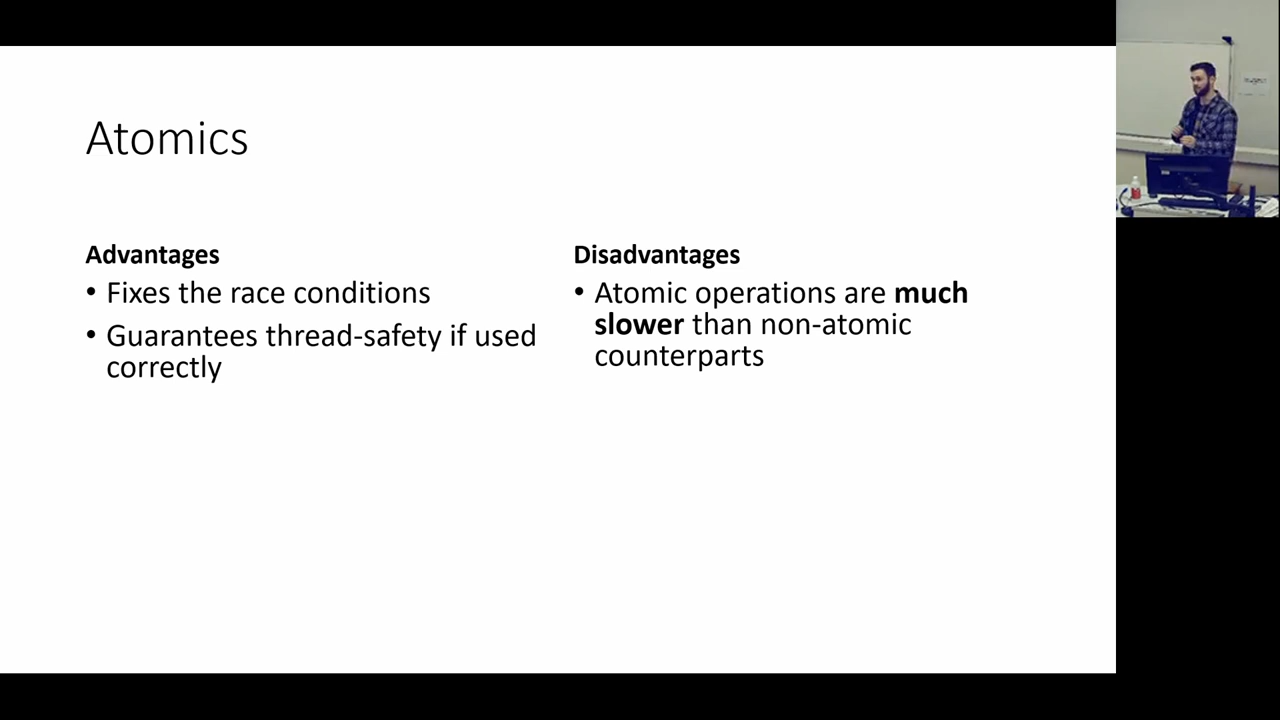 Atomics
Advantages
• Fixes the race conditions
• Guarantees thread-safety if used
correctly
Disadvantages
• Atomic operations are much
slower than non-atomic
counterparts